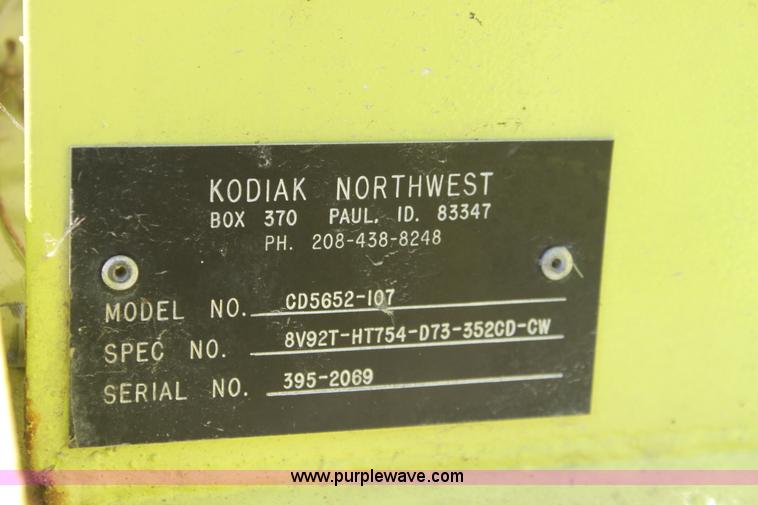 KODIAK NORTHWEST
BOX 370 PAUL, ID. 83347
PH. 208-438-8248
MODEL NO. CD5652-107
SPEC NO. 8V92T-HT754-D73-352CD-CW
SERIAL NO. 395-2069
www.purplewave.com